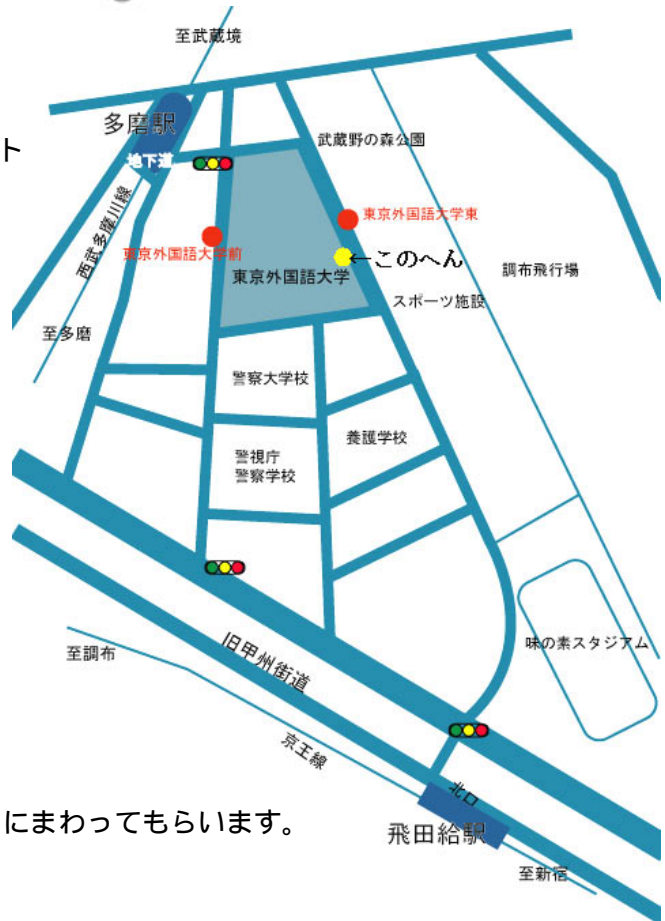 至武蔵境
多磨駅
ト
地下道
武蔵野の森公園
西武多摩川線
東京外国語大学東
東京外国語大学前
←このへん
東京外国語大学
調布飛行場
スポーツ施設
至多磨
警察大学校
養護学校
警視庁
警察学校
味の素スタジアム
至調布
旧甲州街道
京王線
北口
にまわってもらいます。
飛田給駅
至新宿